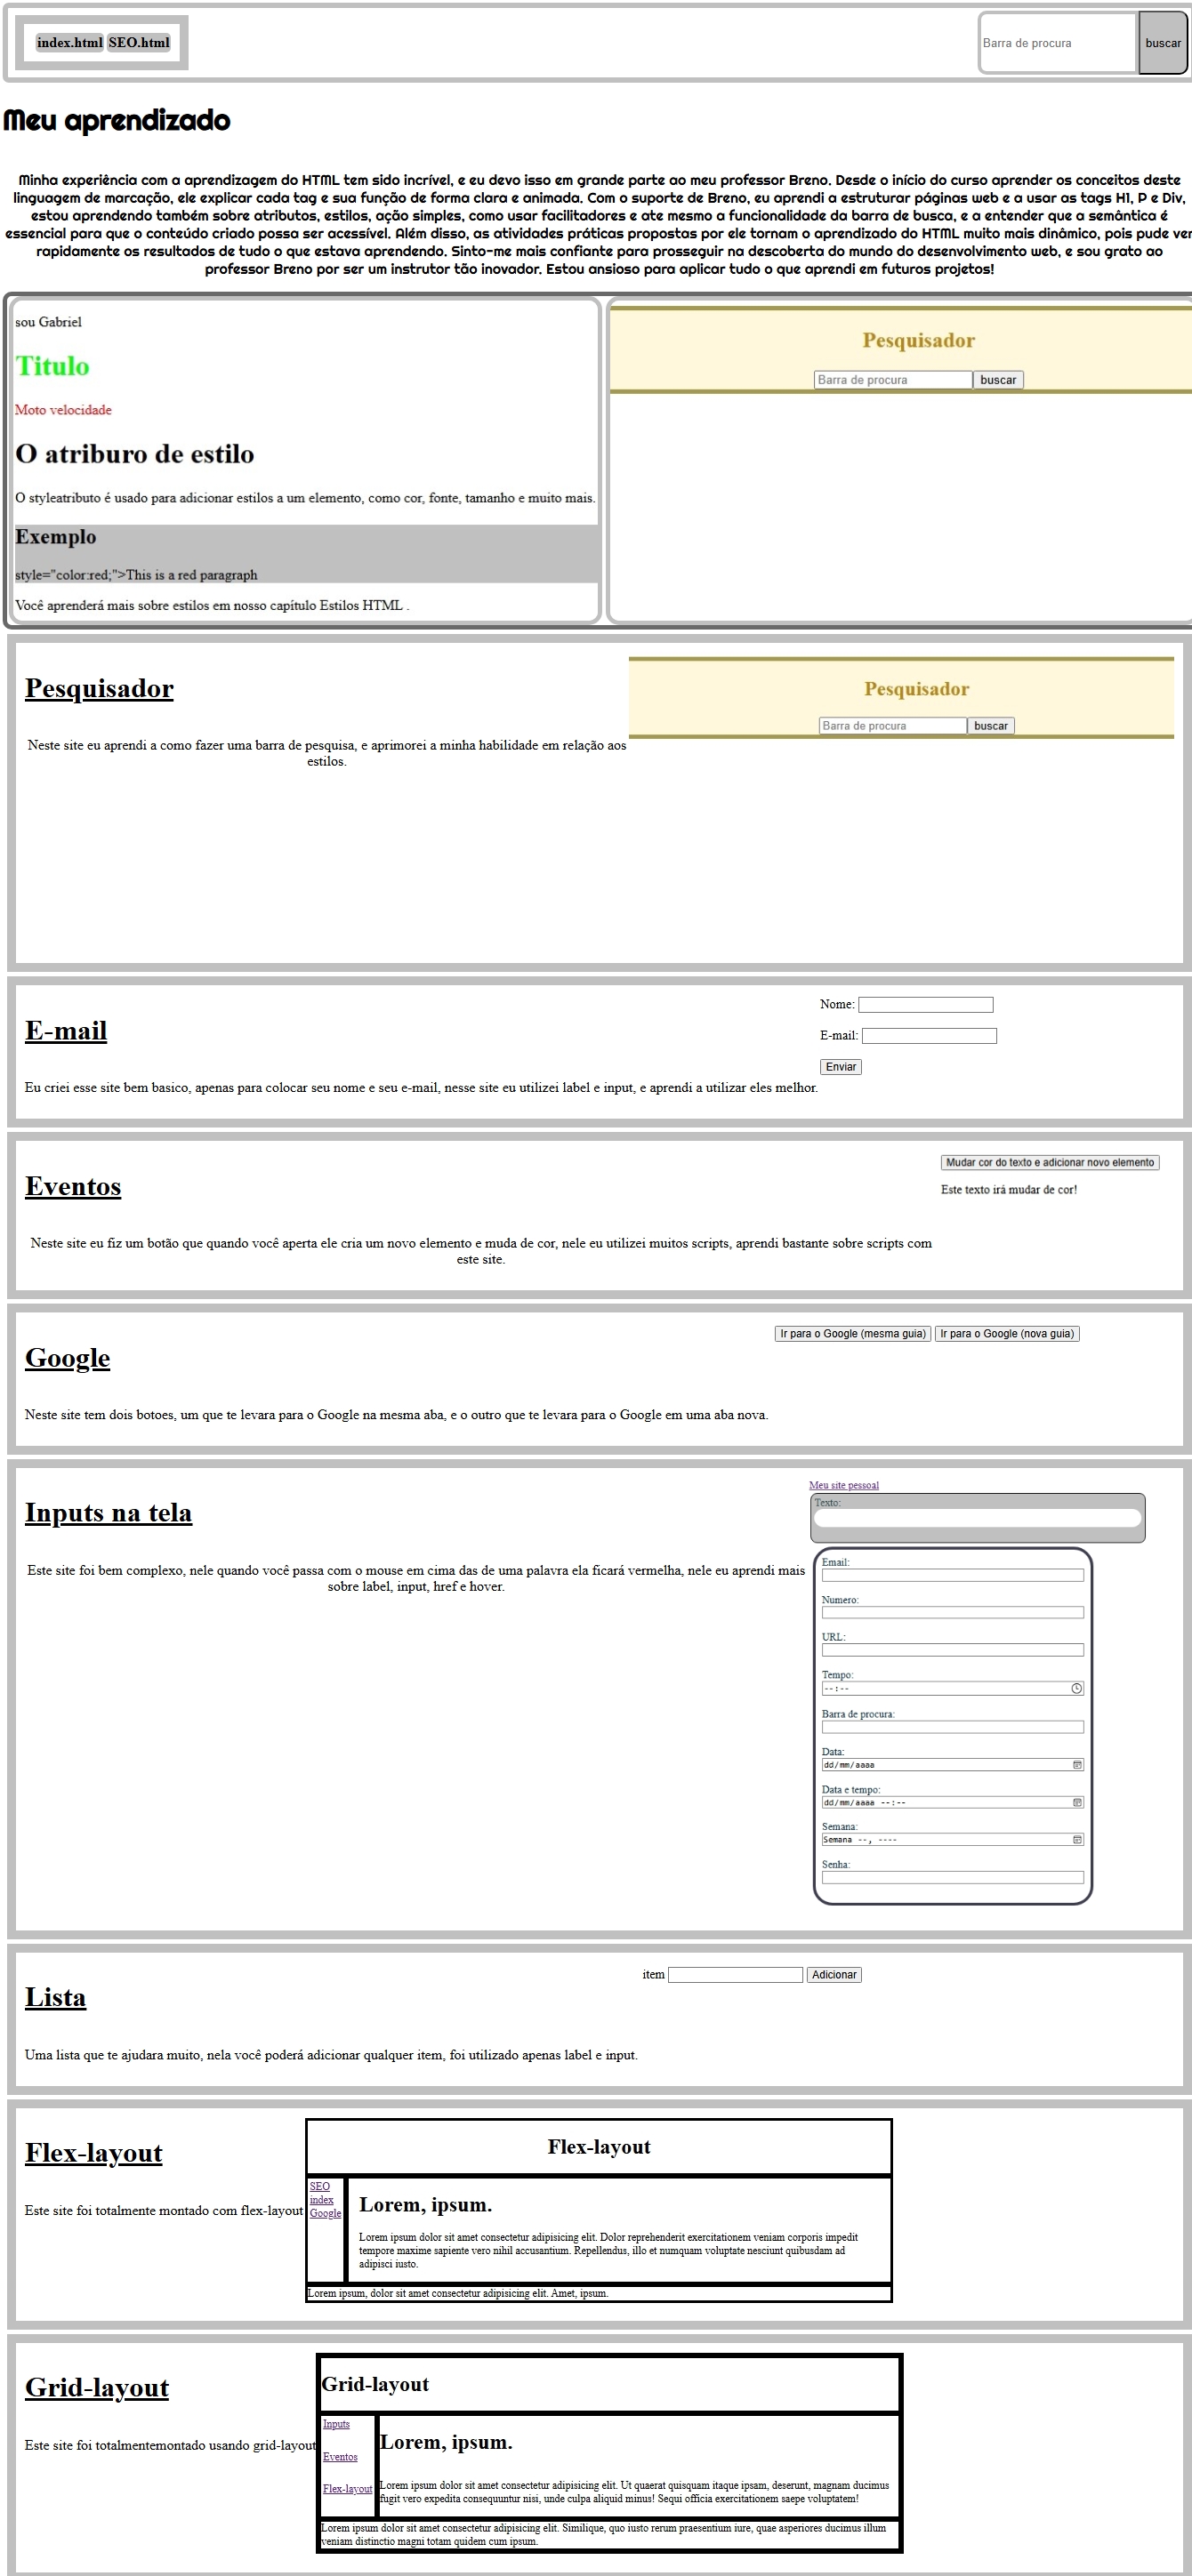 index.html SEO.html
Barra de procura
buscar
Meu aprendizado
Minha experiência com a aprendizagem do HTML tem sido incrível, e eu devo isso em grande parte ao meu professor Breno. Desde o início do curso aprender os conceitos deste
linguagem de marcação, ele explicar cada tag e sua função de forma clara e animada. Com o suporte de Breno, eu aprendi a estruturar páginas web e a usar as tags H1, P e Div,
estou aprendendo também sobre atributos, estilos, ação simples, como usar facilitadores e ate mesmo a funcionalidade da barra de busca, e a entender que a semântica é
essencial para que o conteúdo criado possa ser acessível. Além disso, as atividades práticas propostas por ele tornam o aprendizado do HTML muito mais dinâmico, pois pude ver
rapidamente os resultados de tudo o que estava aprendendo. Sinto-me mais confiante para prosseguir na descoberta do mundo do desenvolvimento web, e sou grato ao
professor Breno por ser um instrutor tão inovador. Estou ansioso para aplicar tudo o que aprendi em futuros projetos!
sou Gabriel
Titulo
Moto velocidade
O atriburo de estilo
O styleatributo é usado para adicionar estilos a um elemento, como cor, fonte, tamanho e muito mais.
Exemplo
style="color:red;">This is a red paragraph
Você aprenderá mais sobre estilos em nosso capítulo Estilos HTML .
Pesquisador
Barra de procura
buscar
Pesquisador
Neste site eu aprendi a como fazer uma barra de pesquisa, e aprimorei a minha habilidade em relação aos
estilos.
Pesquisador
Barra de procura
buscar
E-mail
Eu criei esse site bem basico, apenas para colocar seu nome e seu e-mail, nesse site eu utilizei label e input, e aprendi a utilizar eles melhor.
Nome:
E-mail:
Enviar
Eventos
Neste site eu fiz um botão que quando você aperta ele cria um novo elemento e muda de cor, nele eu utilizei muitos scripts, aprendi bastante sobre scripts com
este site.
Mudar cor do texto e adicionar novo elemento
Este texto irá mudar de cor!
Google
Neste site tem dois botoes, um que te levara para o Google na mesma aba, e o outro que te levara para o Google em uma aba nova.
Ir para o Google (mesma guia) Ir para o Google (nova guia)
Inputs na tela
Este site foi bem complexo, nele quando você passa com o mouse em cima das de uma palavra ela ficará vermelha, nele eu aprendi mais
sobre label, input, href e hover.
Meu site pessoal
Texto:
Email:
Numero:
URL:
Tempo:
--:--
Barra de procura:
Data:
dd/mm/aaaa
Data e tempo:
dd/mm/aaaa --:--
Semana:
Semana --, ----
Senha:
Lista
Uma lista que te ajudara muito, nela você poderá adicionar qualquer item, foi utilizado apenas label e input.
item
Adicionar
Flex-layout
Este site foi totalmente montado com flex-layout
Flex-layout
SEO
index
Google
Lorem, ipsum.
Lorem ipsum dolor sit amet consectetur adipisicing elit. Dolor reprehenderit exercitationem veniam corporis impedit
tempore maxime sapiente vero nihil accusantium. Repellendus, illo et numquam voluptate nesciunt quibusdam ad
adipisci iusto.
Lorem ipsum, dolor sit amet consectetur adipisicing elit. Amet, ipsum.
Grid-layout
Este site foi totalmentemontado usando grid-layout
Grid-layout
Inputs
Eventos
Flex-layout
Lorem, ipsum.
Lorem ipsum dolor sit amet consectetur adipisicing elit. Ut quaerat quisquam itaque ipsam, deserunt, magnam ducimus
fugit vero expedita consequuntur nisi, unde culpa aliquid minus! Sequi officia exercitationem saepe voluptatem!
Lorem ipsum dolor sit amet consectetur adipisicing elit. Similique, quo iusto rerum praesentium iure, quae asperiores ducimus illum
veniam distinctio magni totam quidem cum ipsum.